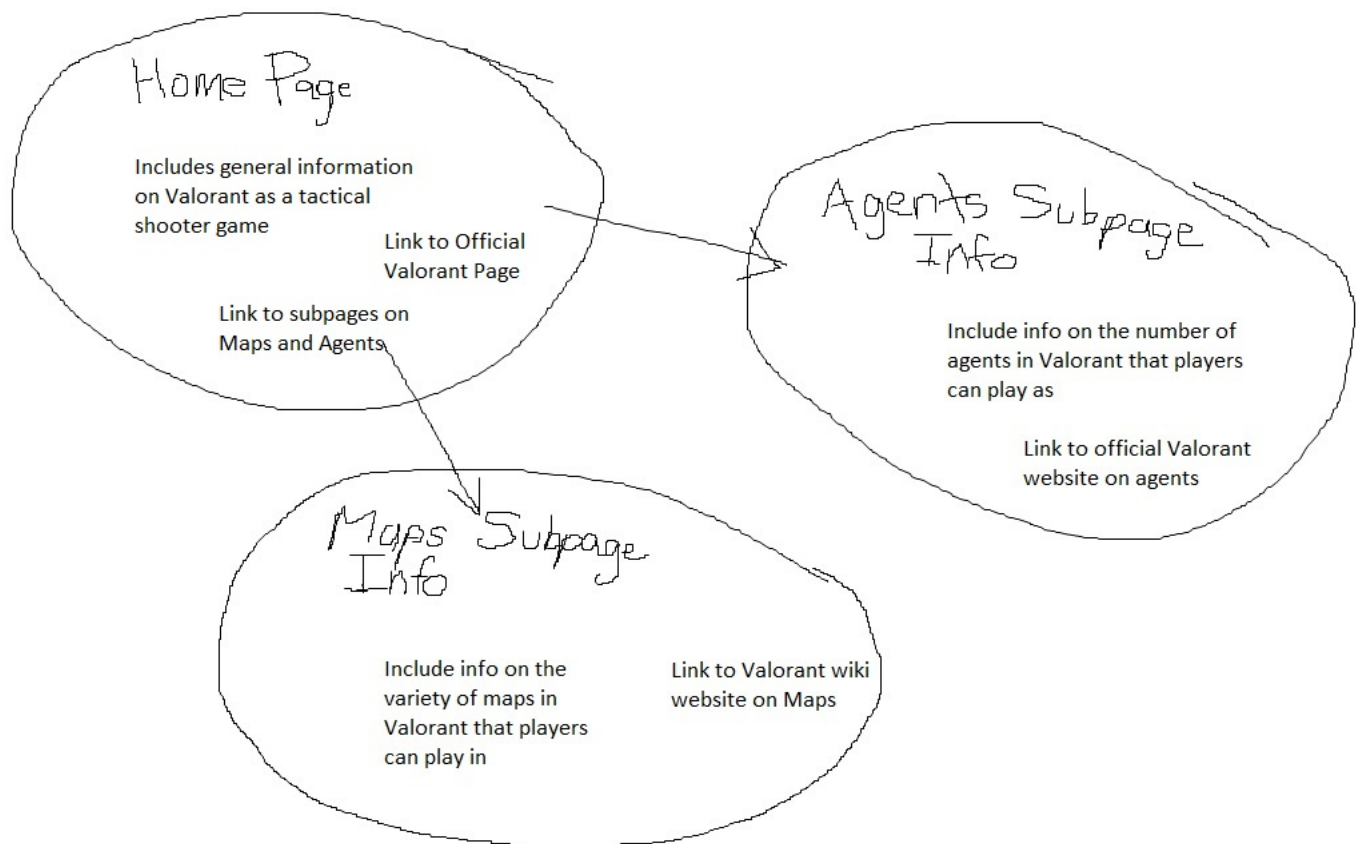 Home Page
Includes general information
on Valorant as a tactical
shooter game
Link to Official
Valorant Page
Link to subpages on
Maps and Agents
Agents Subpage
Info
Include info on the number of
agents in Valorant that players
can play as
Link to official Valorant
website on agents
Maps Subpage
Info
Include info on the
variety of maps in
Valorant that players
can play in
Link to Valorant wiki
website on Maps